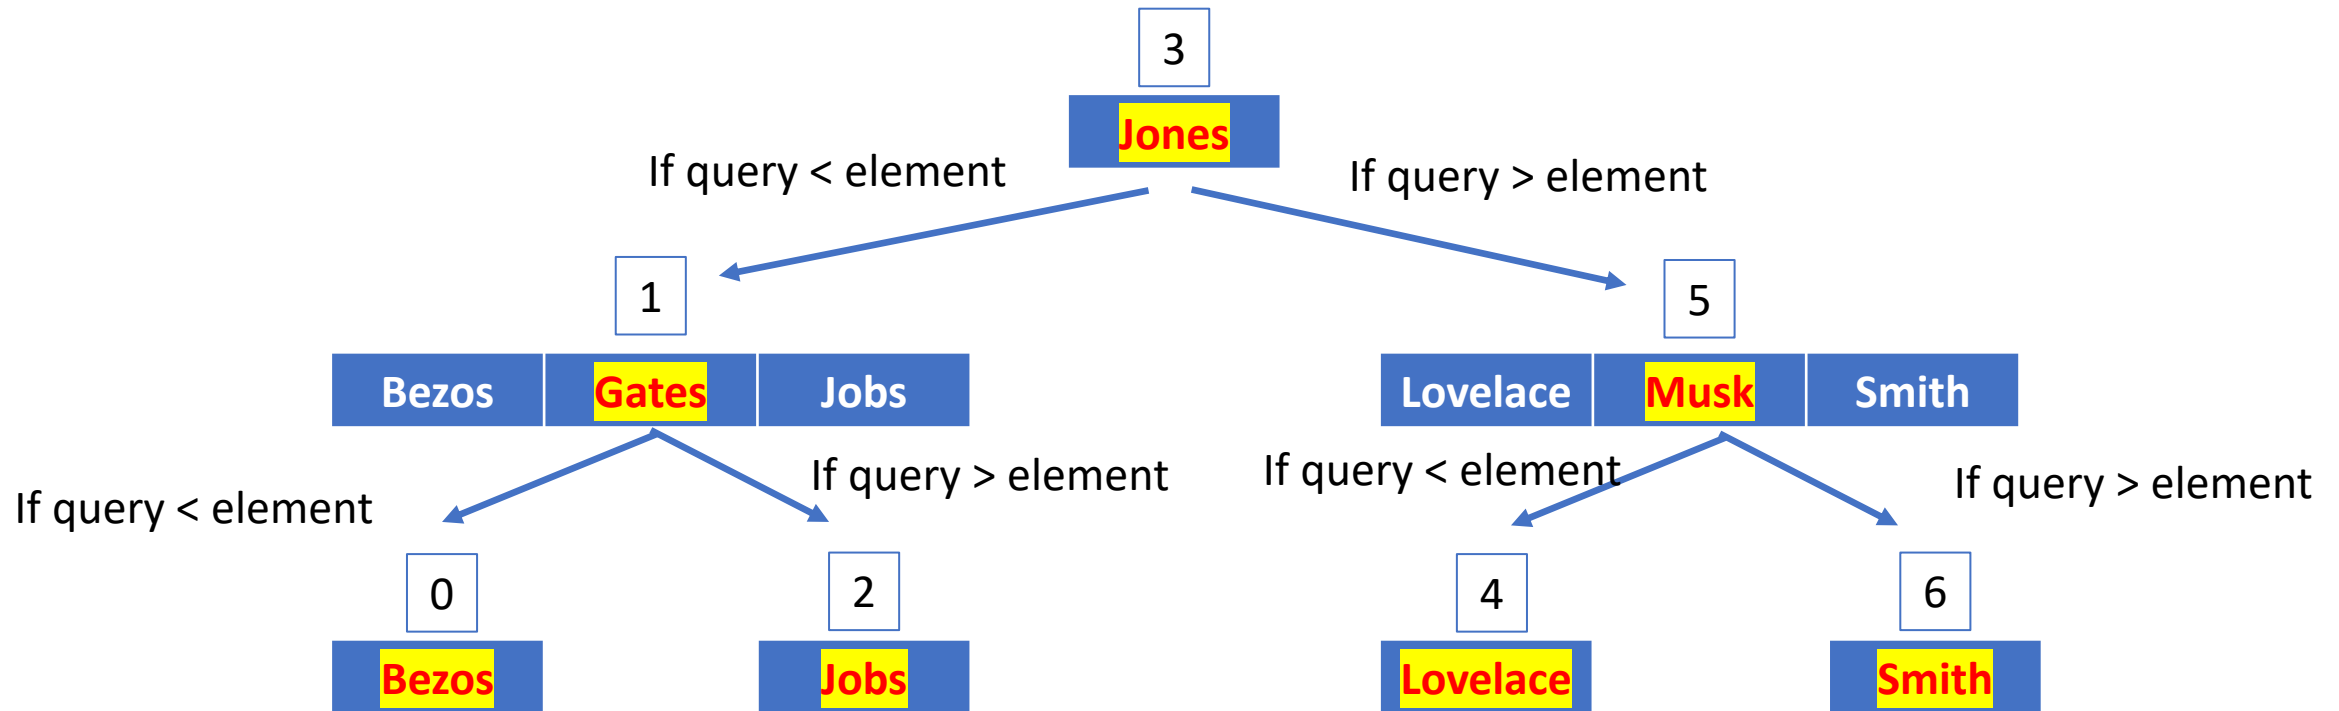 3
Jones
If query < element
If query > element
1
5
Bezos Gates Jobs
Lovelace Musk Smith
If query < element
If query > element
If query < element
If query > element
0
2
4
6
Bezos
Jobs
Lovelace
Smith